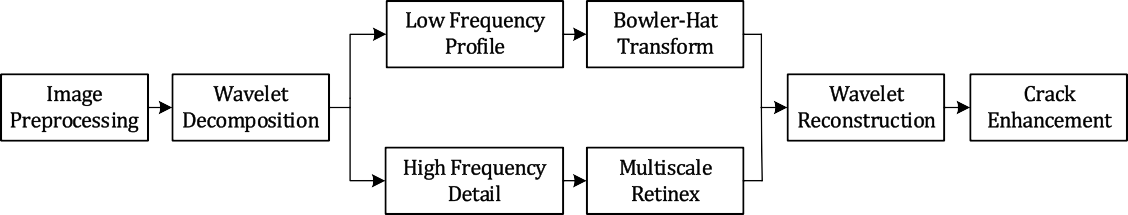 Image
Preprocessing
Wavelet
Decomposition
Low Frequency
Profile
Bowler-Hat
Transform
High Frequency
Detail
Multiscale
Retinex
Wavelet
Reconstruction
Crack
Enhancement